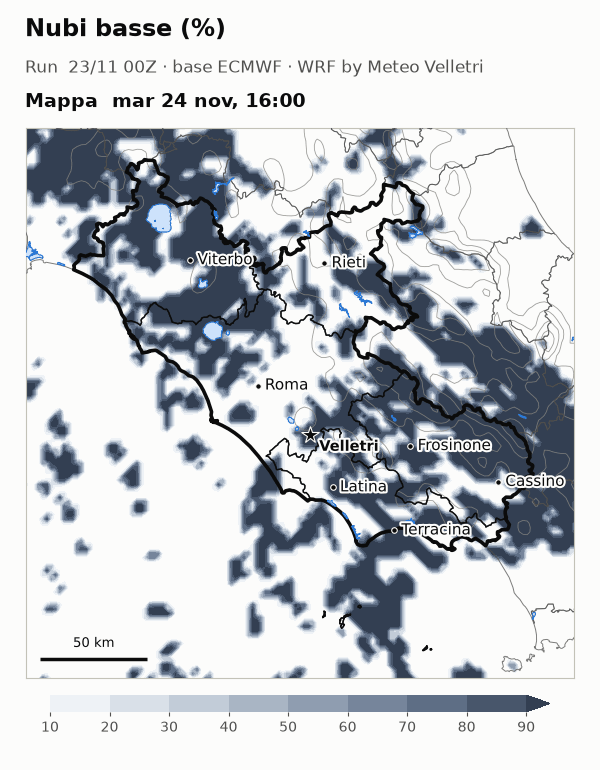 Nubi basse (%)
Run  23/11 00Z · base ECMWF · WRF by Meteo Velletri
Mappa  mar 24 nov, 16:00
Viterbo
Rieti
Roma
Velletri
Frosinone
Cassino
Latina
Terracina
50 km
10 20 30 40 50 60 70 80 90